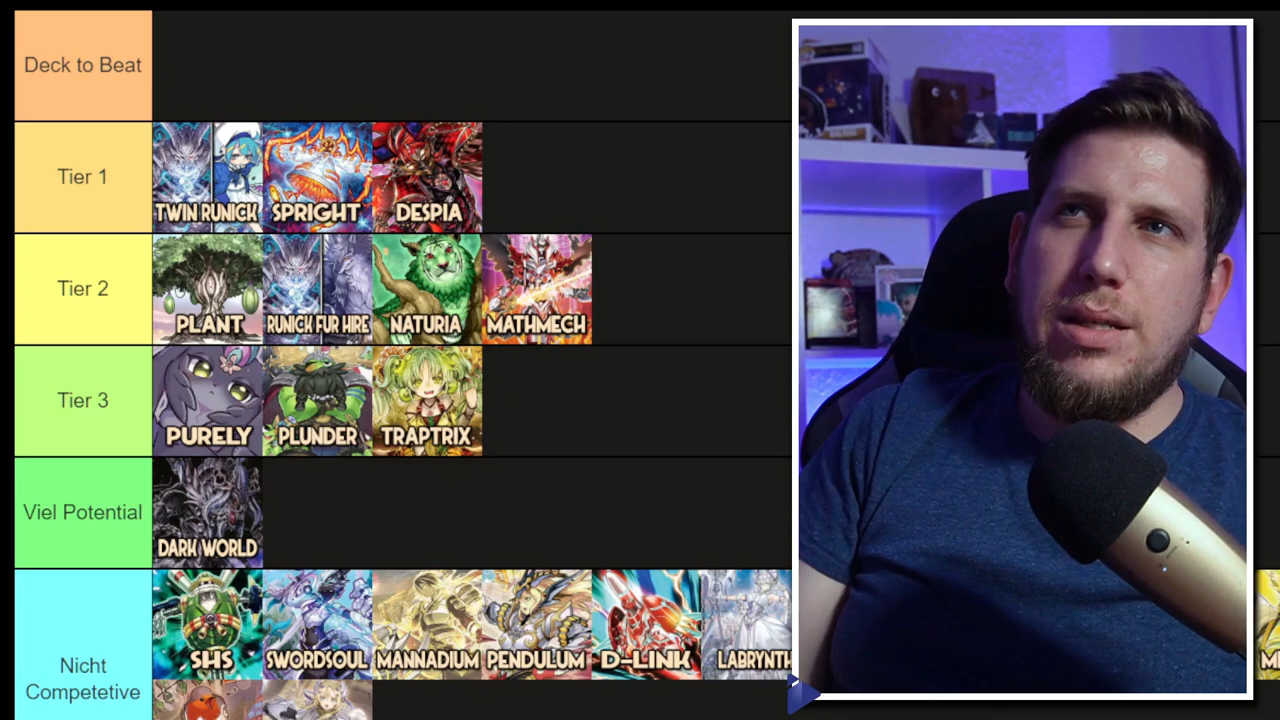 Deck to Beat
Tier 1
TWIN RUNICK
SPRIGHT
DESPIA
Tier 2
PLANT
RUNICK FUR HIRE
NATURIA
MATHMECH
Tier 3
PURELY
PLUNDER
TRAPTRIX
Viel Potential
DARK WORLD
Nicht
Competetive
SHS
SWORDSOUL
MANNADIUM
PENDULUM
D-LINK
LABRYNTH